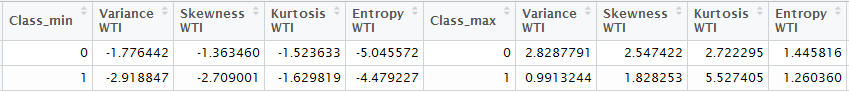 Class_min Variance WTI Skewness WTI Kurtosis WTI Entropy WTI Class_max Variance WTI Skewness WTI Kurtosis WTI Entropy WTI
0 -1.776442 -1.363460 -1.523633 -5.045572 0 2.8287791 2.547422 2.722295 1.445816
1 -2.918847 -2.709001 -1.629819 -4.479227 1 0.9913244 1.828253 5.527405 1.260360